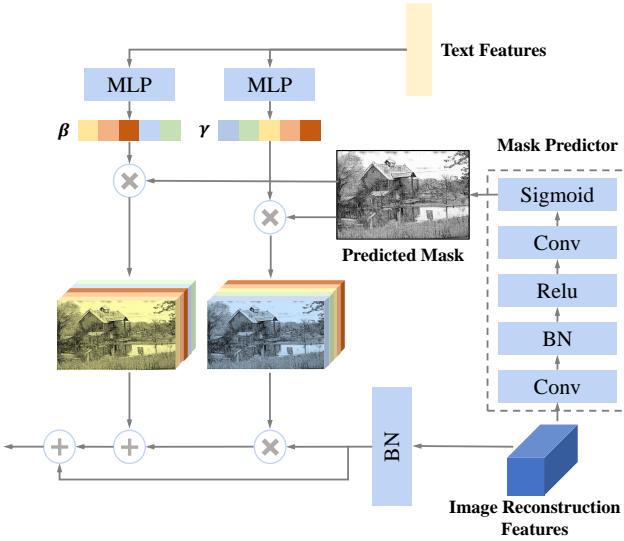 Text Features
MLP
MLP
β
γ
Mask Predictor
Sigmoid
Predicted Mask
Conv
Relu
BN
Conv
BN
Image Reconstruction
Features